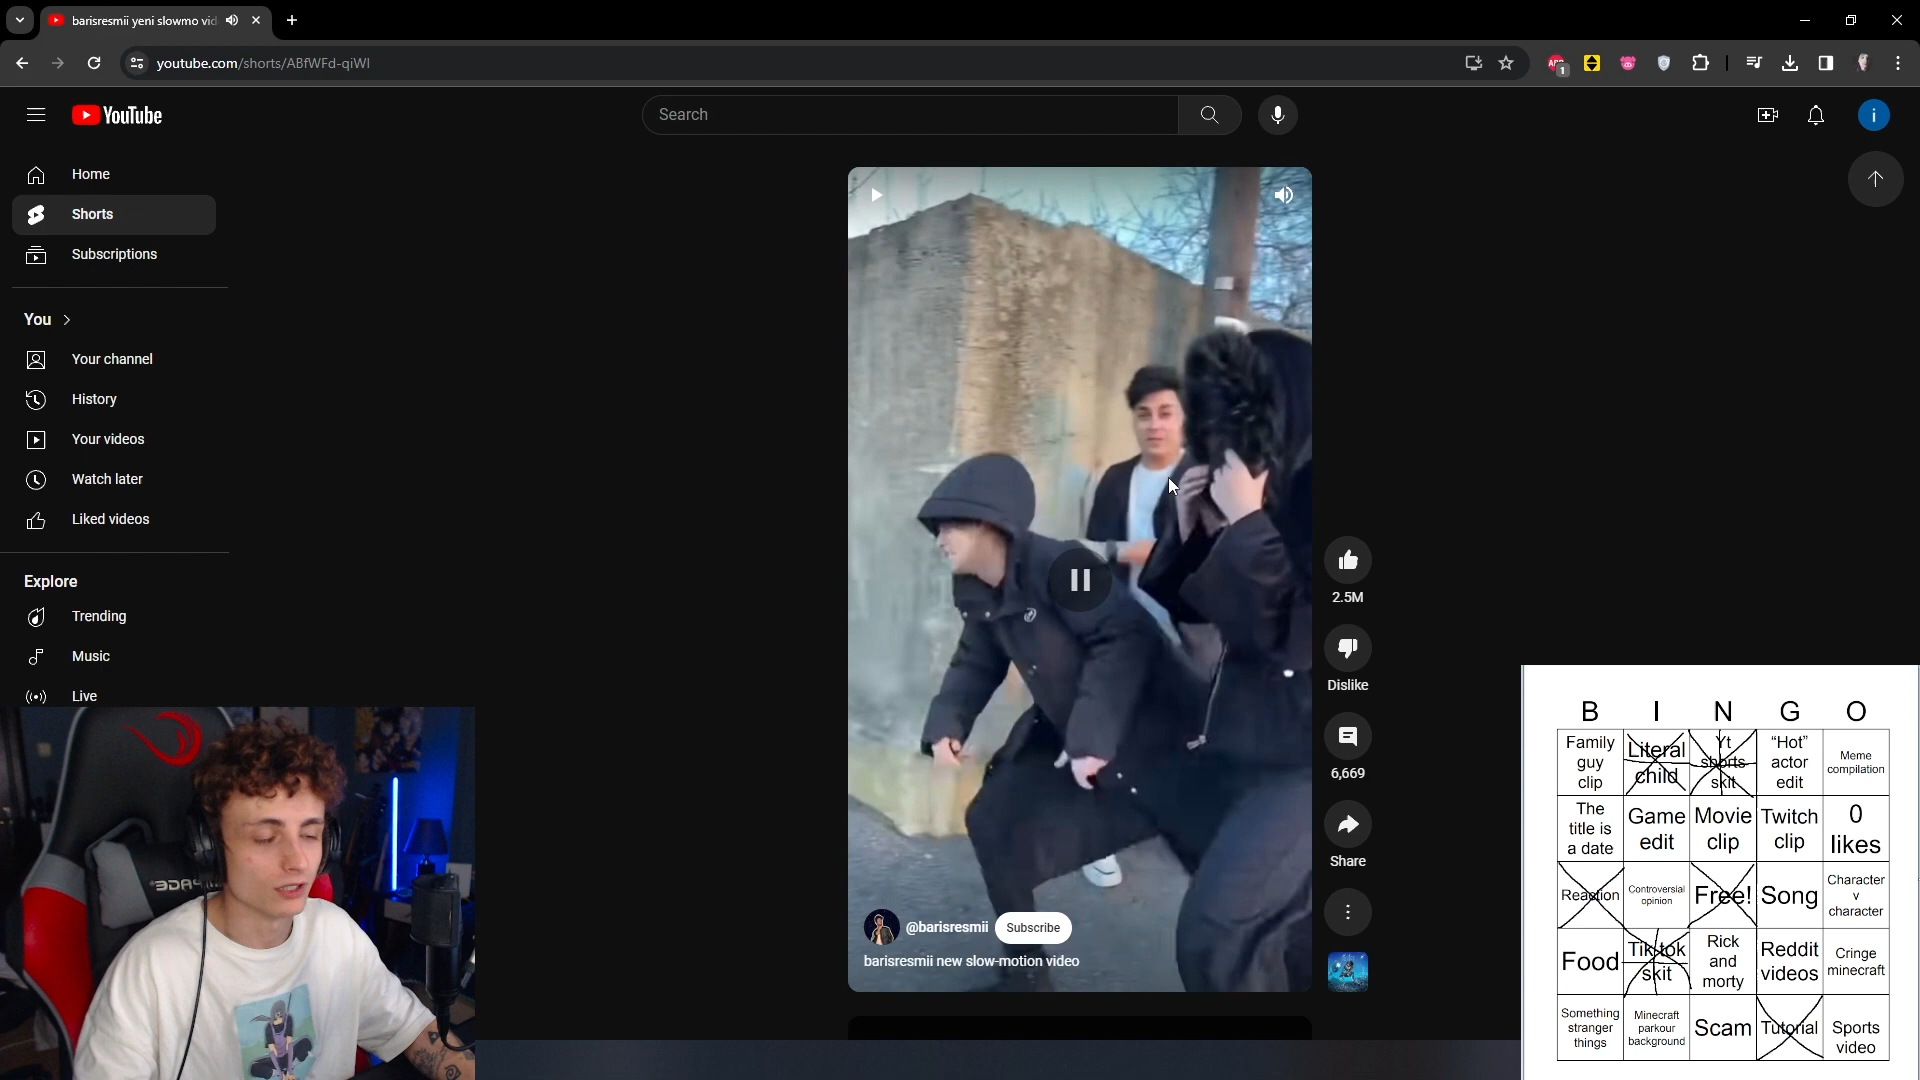 barisresmii yeni slowmo vid
youtube.com/shorts/ABfWFd-qiWI
ABP
1
YouTube
Search
i
Home
Shorts
Subscriptions
You
Your channel
History
Your videos
Watch later
Liked videos
Explore
Trending
Music
Live
2.5M
Dislike
6,669
Share
@barisresmii
Subscribe
barisresmii new slow-motion video
B I N G O
Family guy clip
Literal child
Yt shorts skit
“Hot” actor edit
Meme compilation
The title is a date
Game edit
Movie clip
Twitch clip
0 likes
Reaction
Controversial opinion
Free!
Song
Character v character
Food
Tiktok skit
Rick and morty
Reddit videos
Cringe minecraft
Something stranger things
Minecraft parkour background
Scam
Tutorial
Sports video